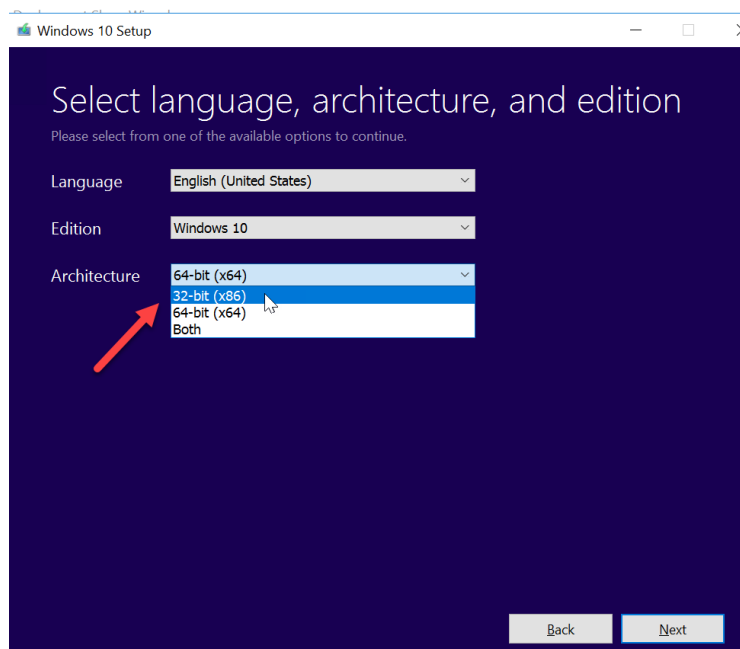 Windows 10 Setup
Select language, architecture, and edition
Please select from one of the available options to continue.
Language English (United States)
Edition Windows 10
Architecture 64-bit (x64)
32-bit (x86)
64-bit (x64)
Both
Back Next